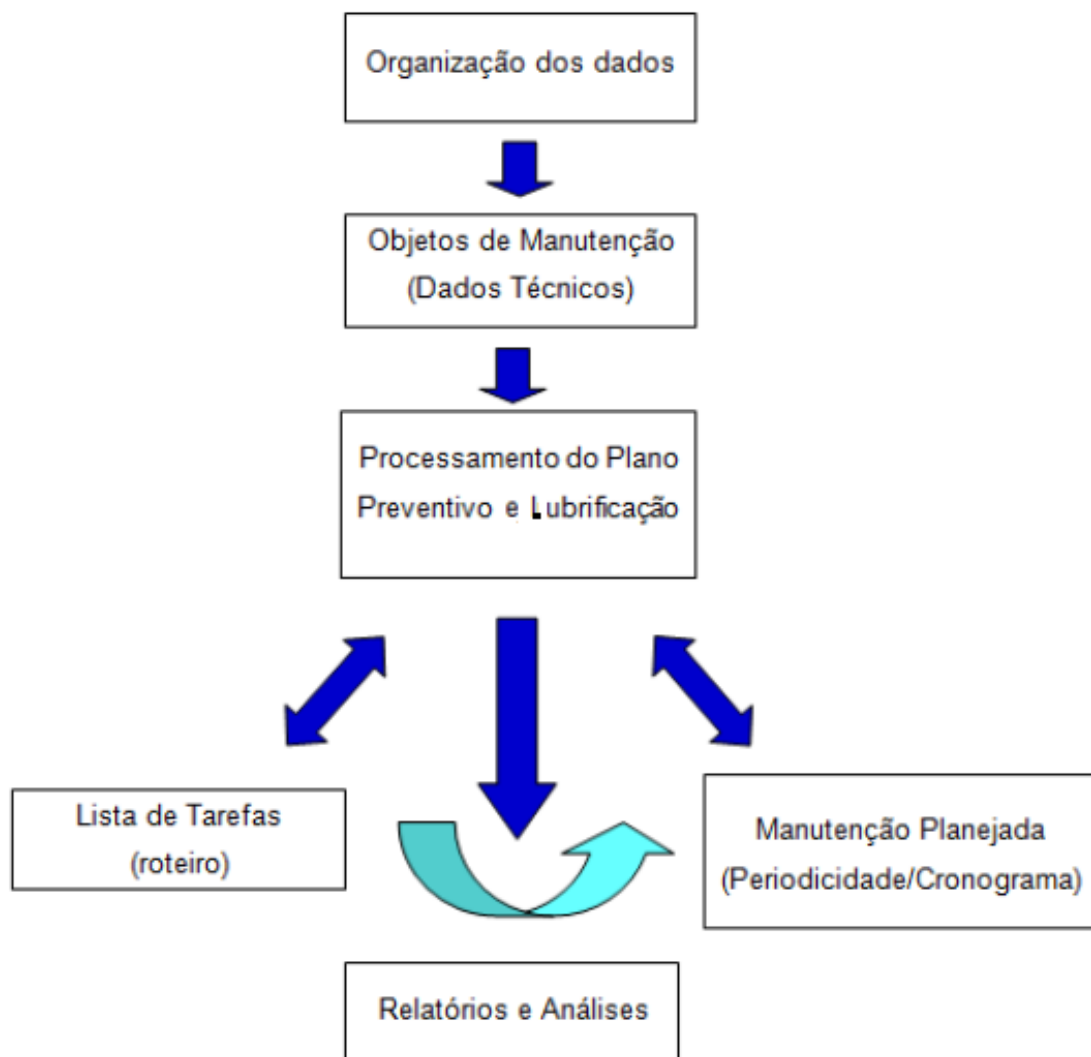 Organização dos dados
Objetos de Manutenção
(Dados Técnicos)
Processamento do Plano
Preventivo e Lubrificação
Lista de Tarefas
(roteiro)
Manutenção Planejada
(Periodicidade/Cronograma)
Relatórios e Análises